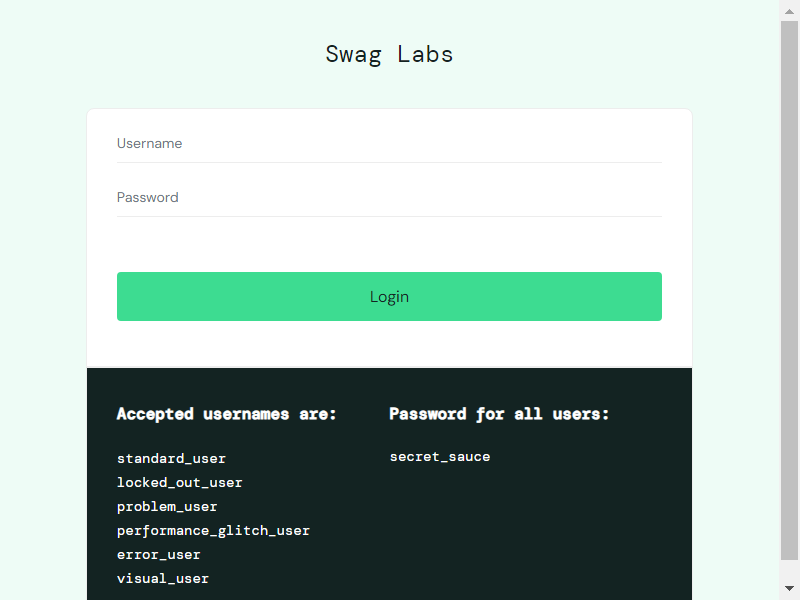 Swag Labs
Username
Password
Login
Accepted usernames are:
standard_user
locked_out_user
problem_user
performance_glitch_user
error_user
visual_user
Password for all users:
secret_sauce